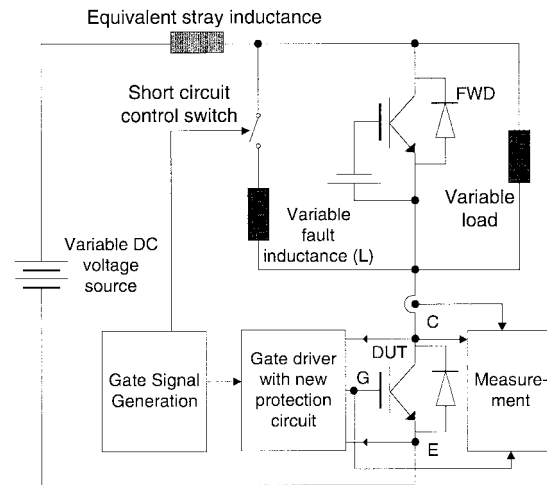 Equivalent stray inductance
Short circuit
control switch
FWD
Variable
fault
inductance (L)
Variable
load
Variable DC
voltage
source
C
DUT
G
E
Gate Signal
Generation
Gate driver
with new
protection
circuit
Measure-
ment